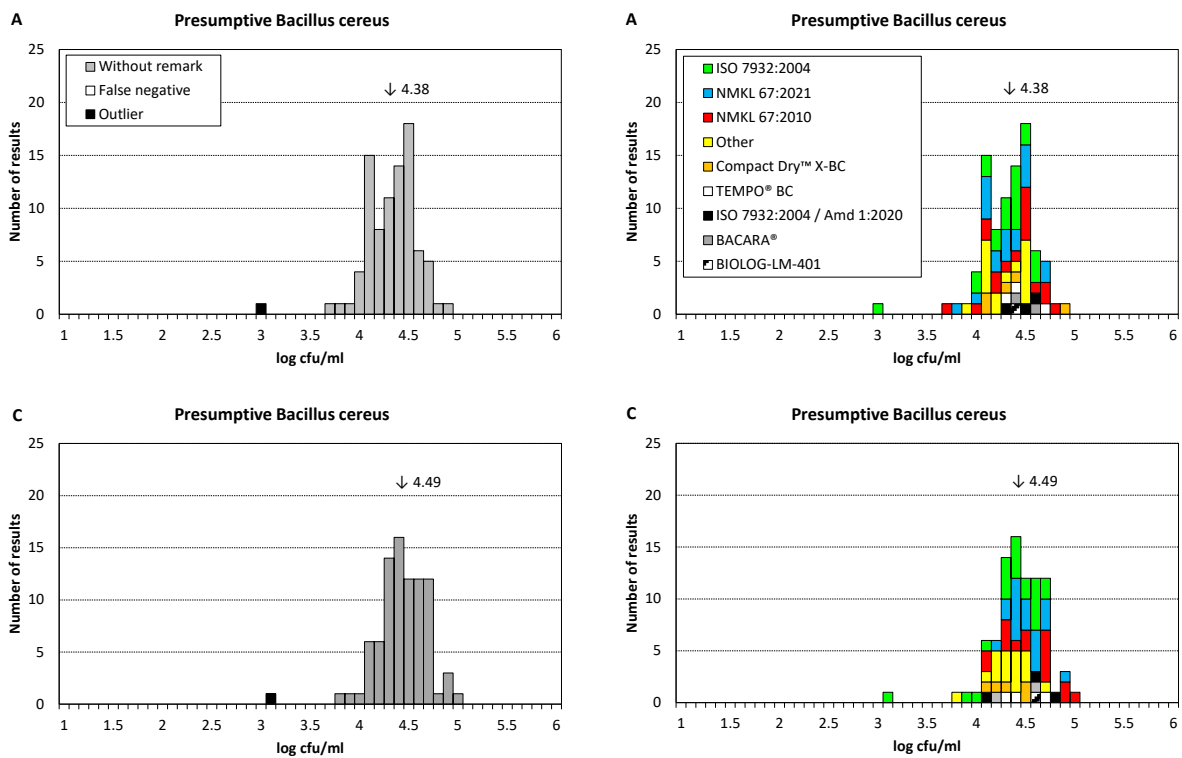 A
Presumptive Bacillus cereus
Number of results
25
20
15
10
5
0
Without remark
False negative
Outlier
↓ 4.38
1 1.5 2 2.5 3 3.5 4 4.5 5 5.5 6
log cfu/ml
A
Presumptive Bacillus cereus
Number of results
25
20
15
10
5
0
ISO 7932:2004
NMKL 67:2021
NMKL 67:2010
Other
Compact Dry™ X-BC
TEMPO® BC
ISO 7932:2004 / Amd 1:2020
BACARA®
BIOLOG-LM-401
↓ 4.38
1 1.5 2 2.5 3 3.5 4 4.5 5 5.5 6
log cfu/ml
C
Presumptive Bacillus cereus
Number of results
25
20
15
10
5
0
↓ 4.49
1 1.5 2 2.5 3 3.5 4 4.5 5 5.5 6
log cfu/ml
C
Presumptive Bacillus cereus
Number of results
25
20
15
10
5
0
↓ 4.49
1 1.5 2 2.5 3 3.5 4 4.5 5 5.5 6
log cfu/ml